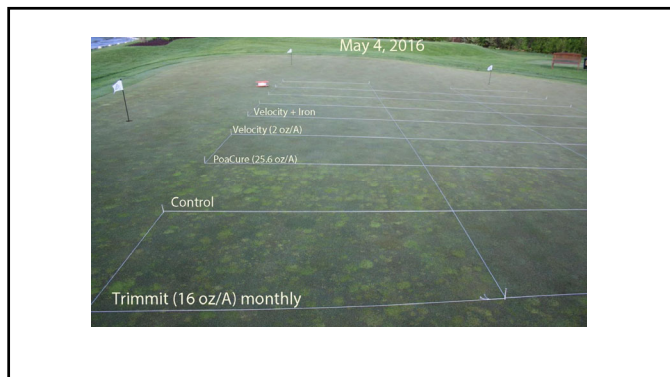 May 4, 2016
Velocity + Iron
Velocity (2 oz/A)
PoaCure (25.6 oz/A)
Control
Trimmit (16 oz/A) monthly